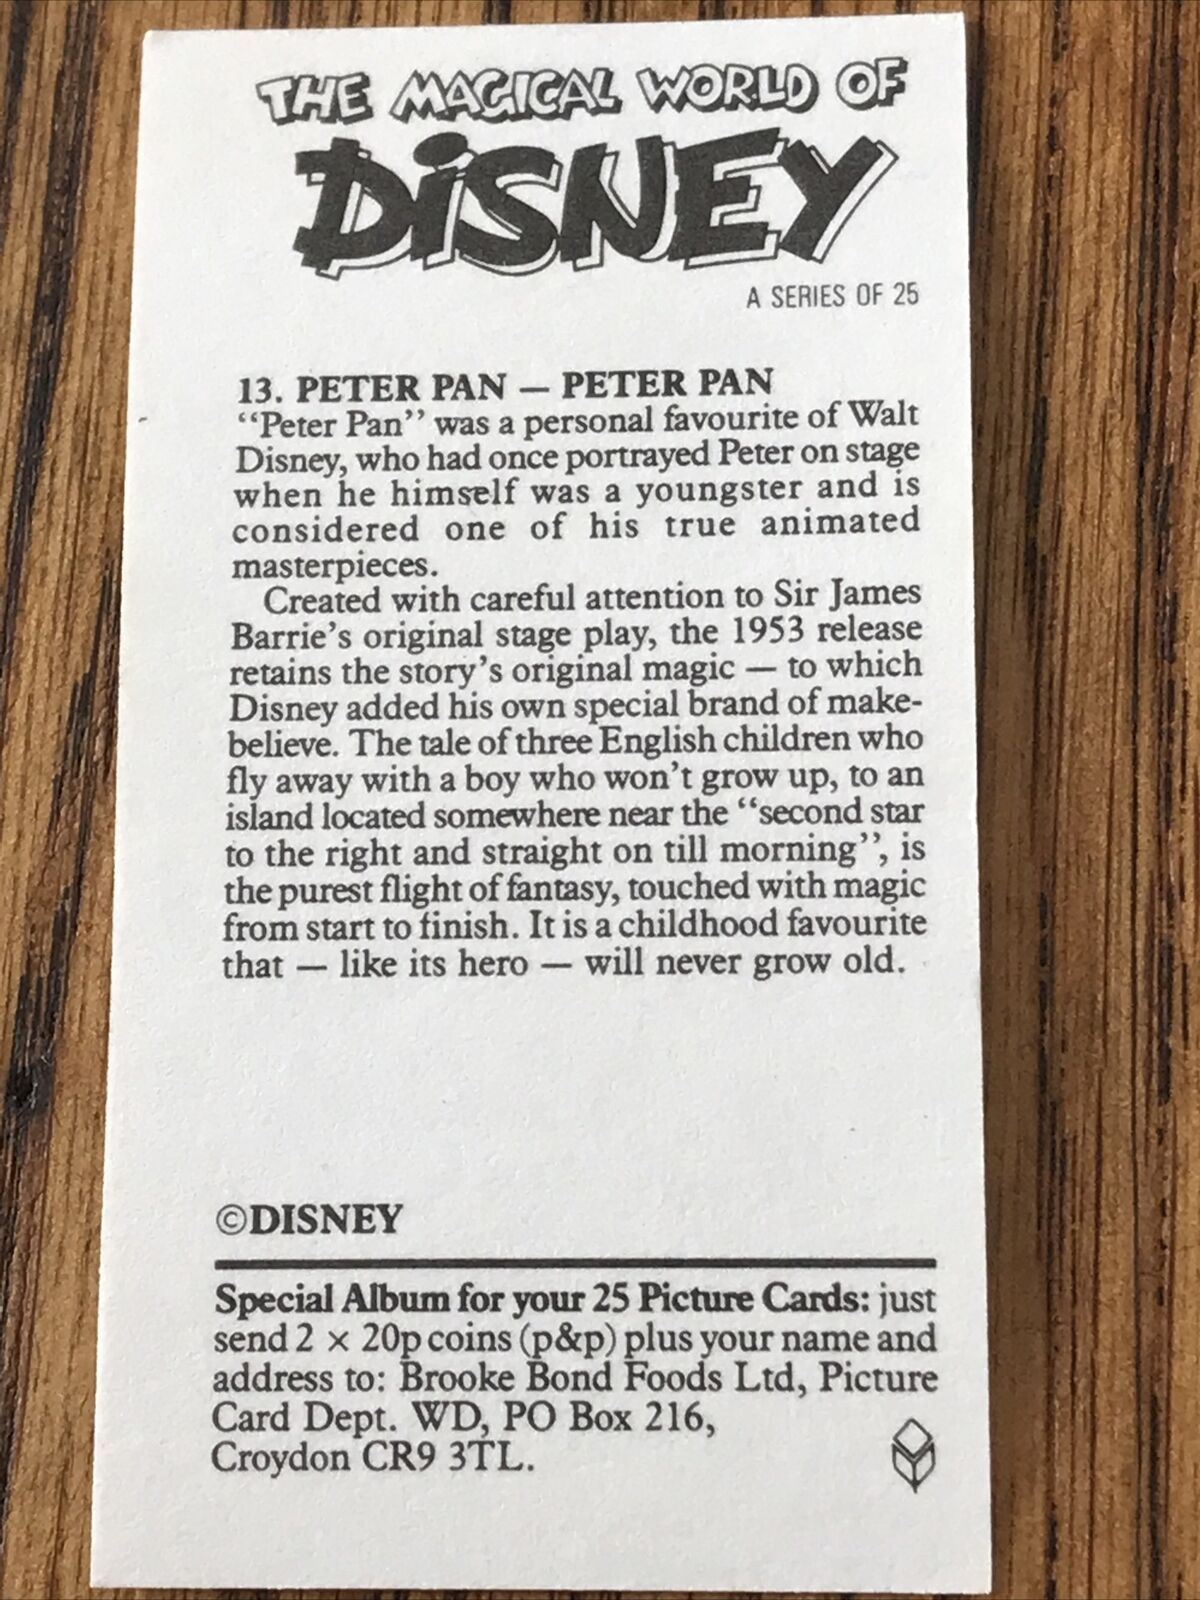 THE MAGICAL WORLD OF
DiSNEY
A SERIES OF 25
13. PETER PAN — PETER PAN
‘‘Peter Pan’’ was a personal favourite of Walt
Disney, who had once portrayed Peter on stage
when he himself was a youngster and is
considered one of his true animated
masterpieces.
Created with careful attention to Sir James
Barrie’s original stage play, the 1953 release
retains the story’s original magic — to which
Disney added his own special brand of make-
believe. The tale of three English children who
fly away with a boy who won’t grow up, to an
island located somewhere near the ‘‘second star
to the right and straight on till morning’’, is
the purest flight of fantasy, touched with magic
from start to finish. It is a childhood favourite
that — like its hero — will never grow old.
©DISNEY
Special Album for your 25 Picture Cards: just
send 2 × 20p coins (p&p) plus your name and
address to: Brooke Bond Foods Ltd, Picture
Card Dept. WD, PO Box 216,
Croydon CR9 3TL.